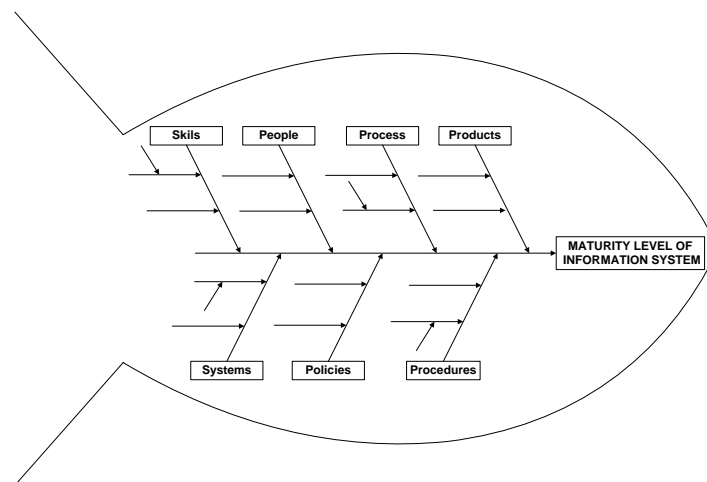 Skils
People
Process
Products
MATURITY LEVEL OF
INFORMATION SYSTEM
Systems
Policies
Procedures